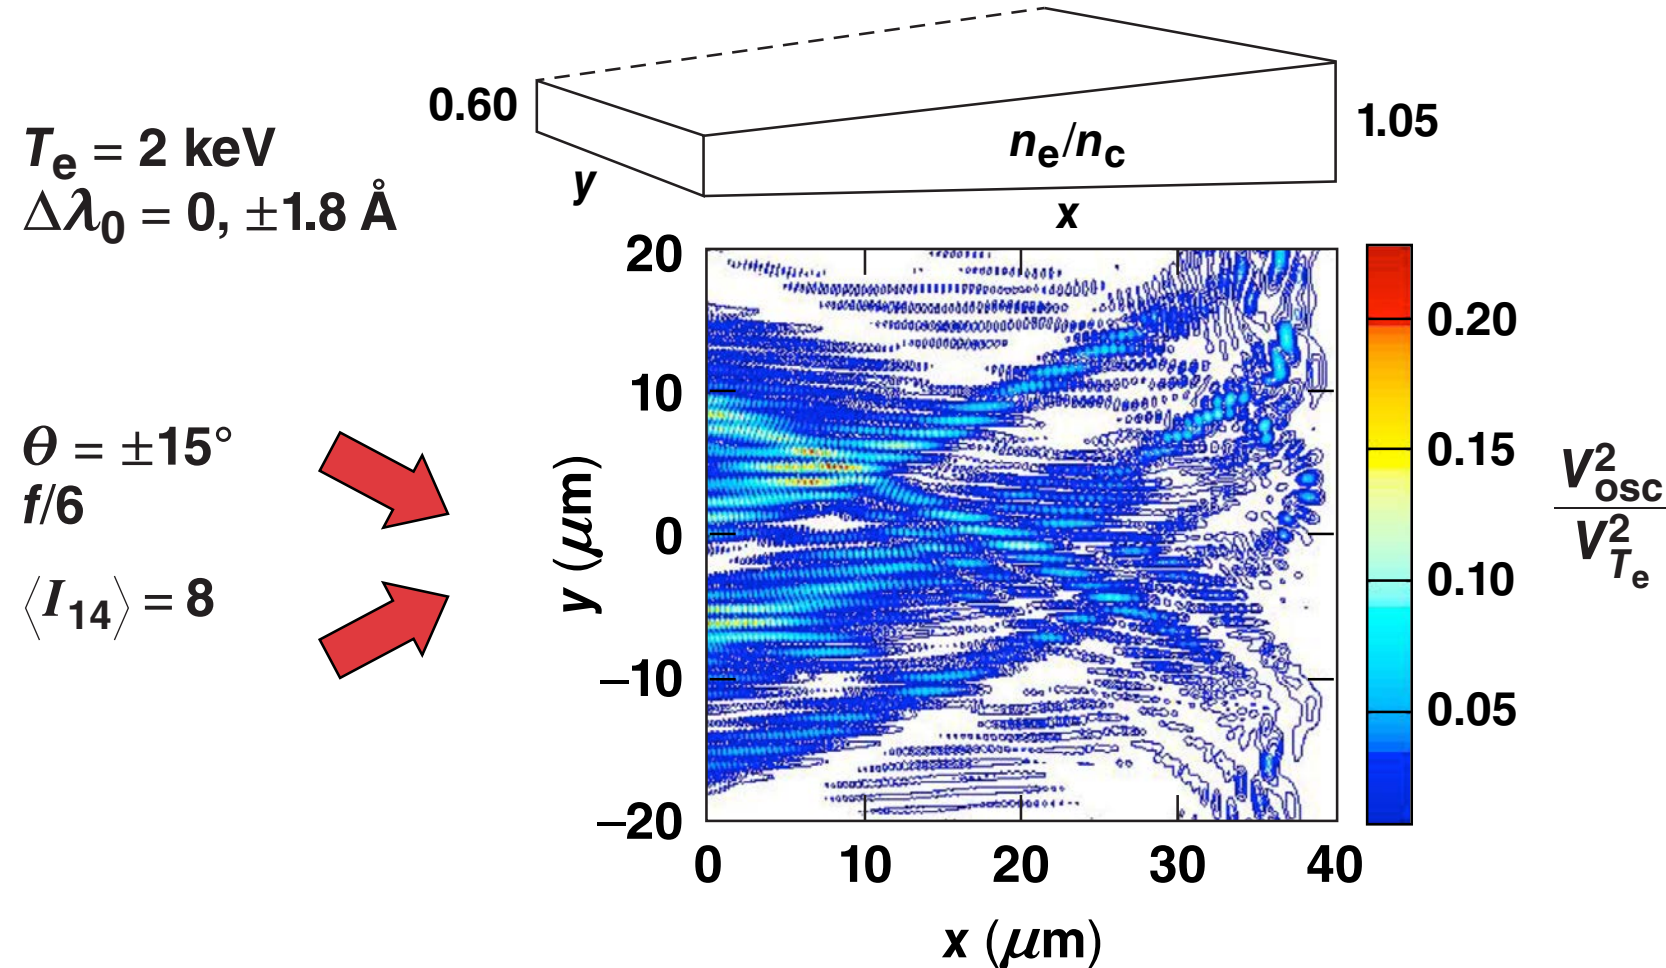 T_e = 2 keV
Δλ_0 = 0, ±1.8 Å
θ = ±15°
f/6
⟨I_14⟩ = 8
0.60
1.05
n_e/n_c
y
x
20
10
0
–10
–20
y (μm)
0 10 20 30 40
x (μm)
0.20
0.15
0.10
0.05
V²_osc
V²_Te